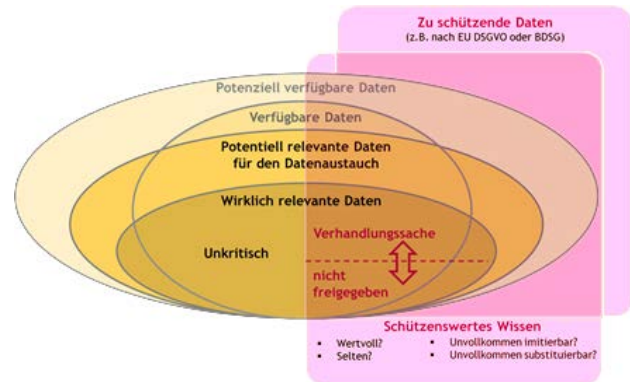 Zu schützende Daten
(z.B. nach EU DSGVO oder BDSG)
Potenziell verfügbare Daten
Verfügbare Daten
Potentiell relevante Daten
für den Datenaustauch
Wirklich relevante Daten
Unkritisch
Verhandlungssache
nicht
freigegeben
Schützenswertes Wissen
▪ Wertvoll?
▪ Selten?
▪ Unvollkommen imitierbar?
▪ Unvollkommen substituierbar?